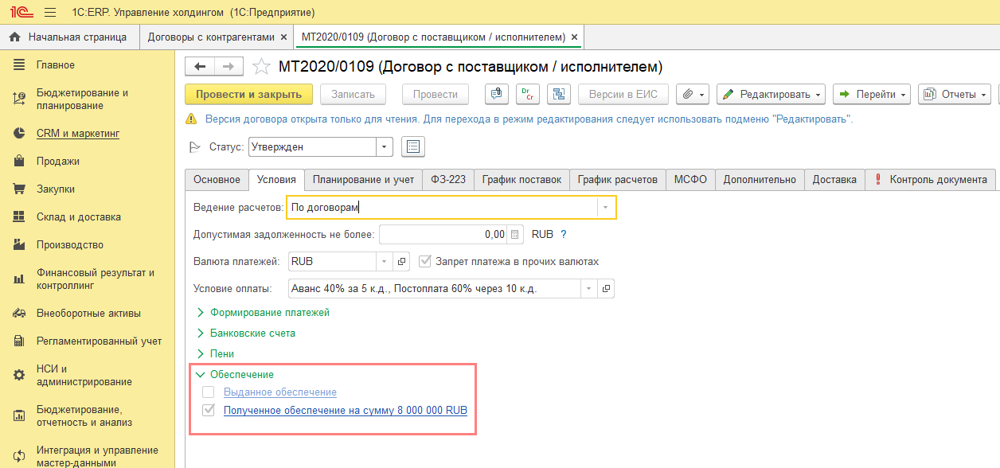 1С:ERP. Управление холдингом (1С:Предприятие)
Начальная страница
Договоры с контрагентами ×
МТ2020/0109 (Договор с поставщиком / исполнителем) ×
Главное
Бюджетирование и
планирование
CRM и маркетинг
Продажи
Закупки
Склад и доставка
Производство
Финансовый результат и
контроллинг
Внеоборотные активы
Регламентированный учет
НСИ и
администрирование
Бюджетирование,
отчетность и анализ
Интеграция и управление
мастер-данными
МТ2020/0109 (Договор с поставщиком / исполнителем)
Провести и закрыть
Записать
Провести
Dr
Cr
Версии в ЕИС
Редактировать
Перейти
Отчеты
Версия договора открыта только для чтения. Для перехода в режим редактирования следует использовать подменю "Редактировать".
Статус: Утвержден
Основное
Условия
Планирование и учет
ФЗ-223
График поставок
График расчетов
МСФО
Дополнительно
Доставка
Контроль документа
Ведение расчетов: По договорам
Допустимая задолженность не более: 0,00 RUB ?
Валюта платежей: RUB Запрет платежа в прочих валютах
Условие оплаты: Аванс 40% за 5 к.д., Постоплата 60% через 10 к.д.
Формирование платежей
Банковские счета
Пени
Обеспечение
Выданное обеспечение
Полученное обеспечение на сумму 8 000 000 RUB